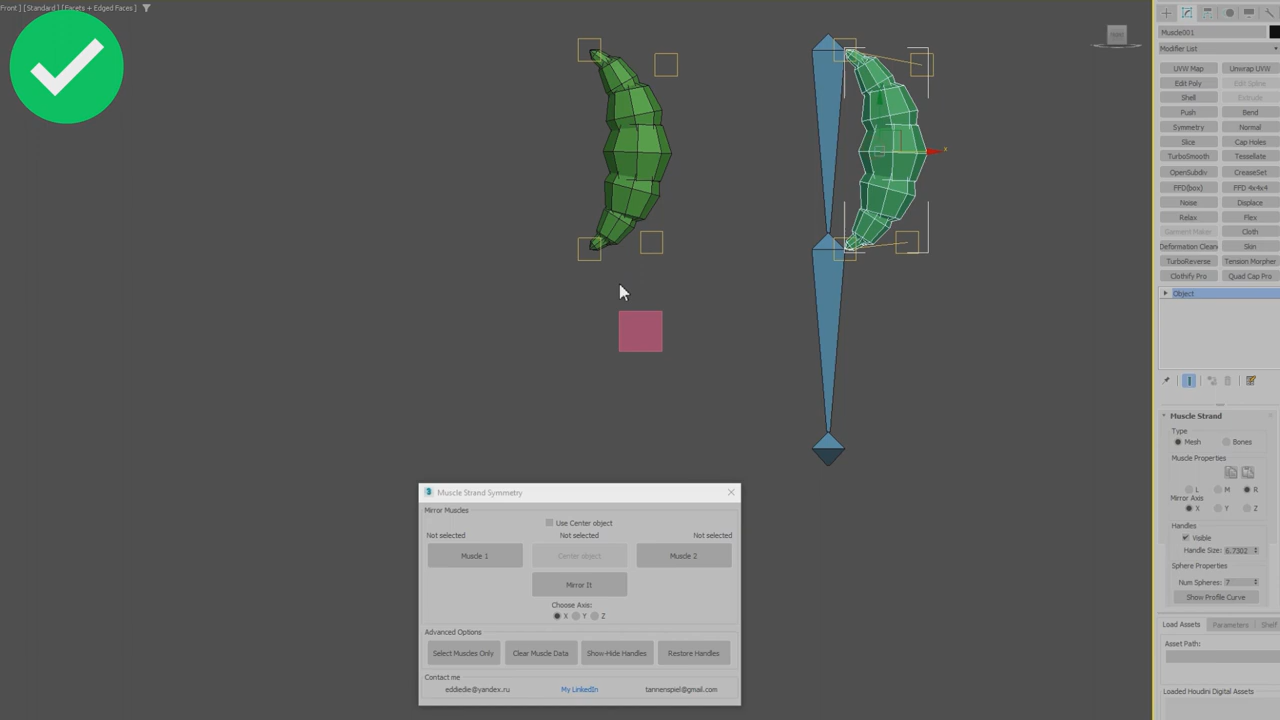 Front ] [Standard ] [Facets + Edged Faces ]
x
Muscle001
Modifier List
UVW Map
Unwrap UVW
Edit Poly
Edit Spline
Shell
Extrude
Push
Bend
Symmetry
Normal
Slice
Cap Holes
TurboSmooth
Tessellate
OpenSubdiv
CreaseSet
FFD(box)
FFD 4x4x4
Noise
Displace
Relax
Flex
Garment Maker
Cloth
Deformation Clean
Skin
TurboReverse
Tension Morpher
Clothify Pro
Quad Cap Pro
Object
Muscle Strand
Type
Mesh
Bones
Muscle Properties
L
M
R
Mirror Axis
X
Y
Z
Handles
Visible
Handle Size: 6.7302
Sphere Properties
Num Spheres: 7
Show Profile Curve
Load Assets
Parameters
Shelf
Asset Path:
Loaded Houdini Digital Assets
Muscle Strand Symmetry
Mirror Muscles
Use Center object
Not selected
Not selected
Not selected
Muscle 1
Center object
Muscle 2
Mirror It
Choose Axis:
X
Y
Z
Advanced Options
Select Muscles Only
Clear Muscle Data
Show-Hide Handles
Restore Handles
Contact me
eddiedie@yandex.ru
My LinkedIn
tannenspiel@gmail.com